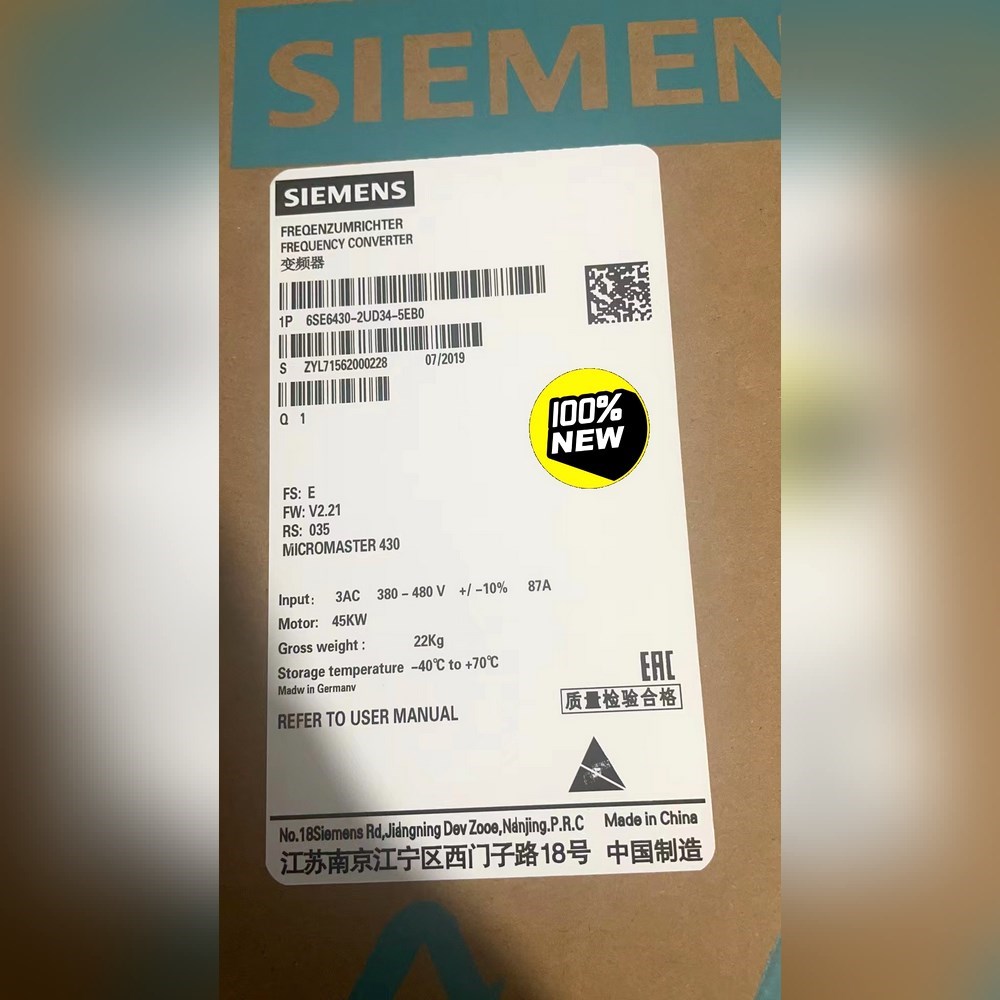 SIEMEN
SIEMENS
FREQENZUMRICHTER
FREQUENCY CONVERTER
变频器
1P 6SE6430-2UD34-5EB0
S ZYL71562000228 07/2019
Q 1
100%
NEW
FS: E
FW: V2.21
RS: 035
MICROMASTER 430
Input: 3AC 380 – 480 V +/ –10% 87A
Motor: 45KW
Gross weight : 22Kg
Storage temperature –40℃ to +70℃
Madw in Germanv
REFER TO USER MANUAL
EAC
质量检验合格
No.18Siemens Rd,Jiangning Dev Zooe,Nanjing.P.R.C Made in China
江苏南京江宁区西门子路18号 中国制造